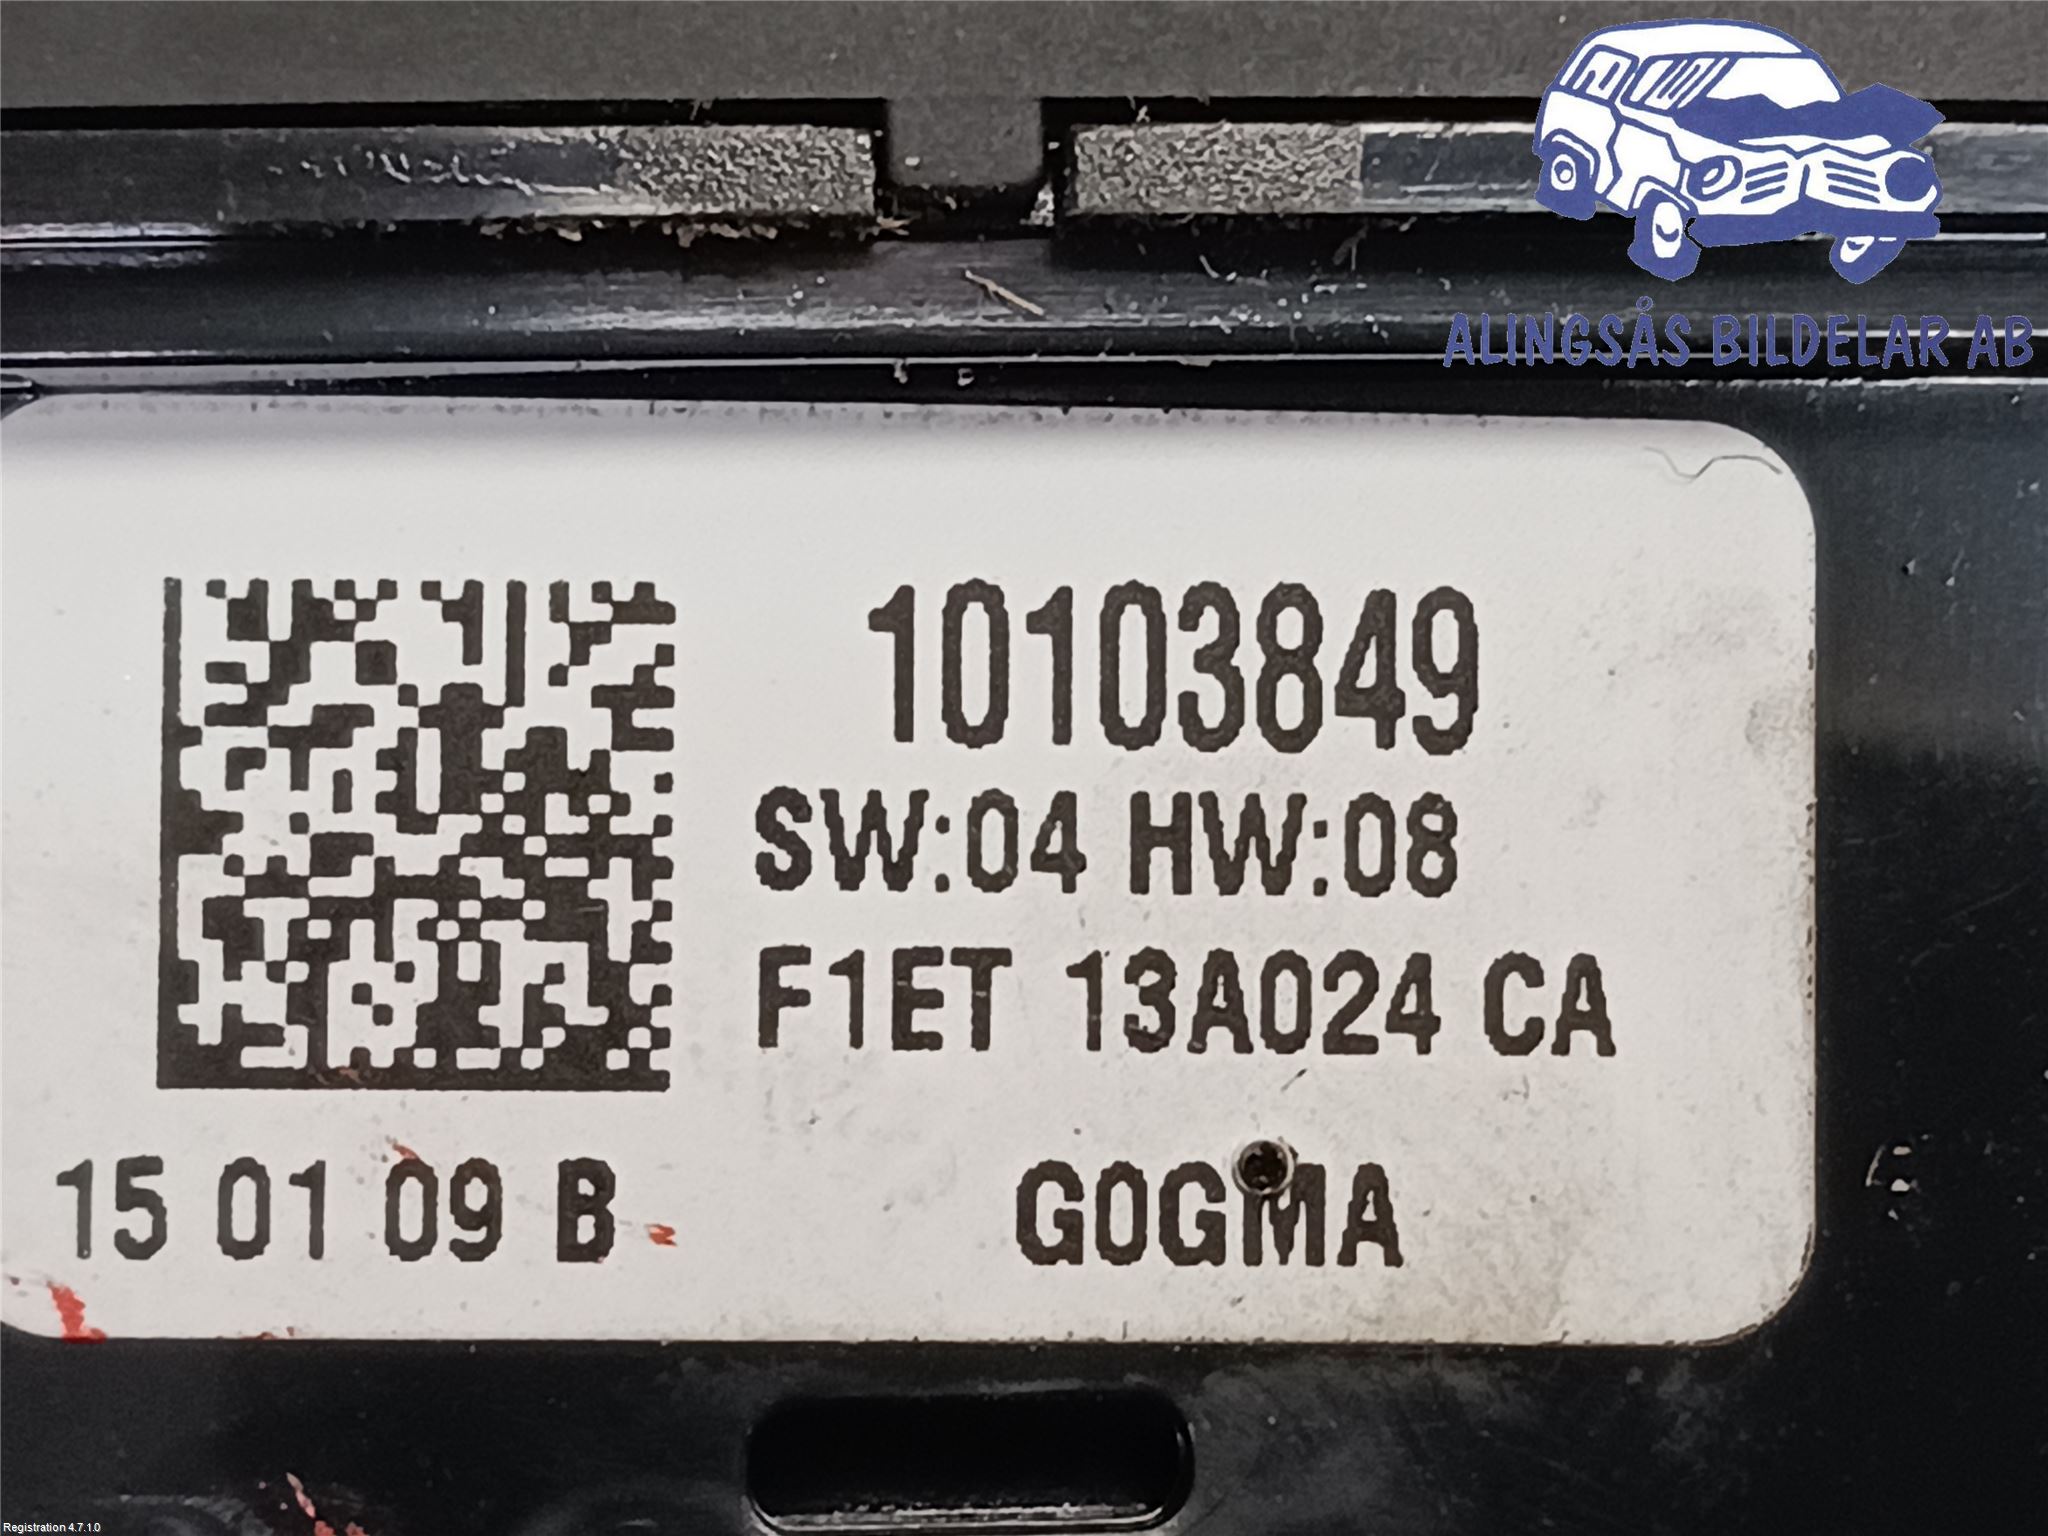 ALINGSÅS BILDELAR AB
10103849
SW:04 HW:08
F1ET 13A024 CA
15 01 09 B
G0GMA
Registration 4.7.1.0